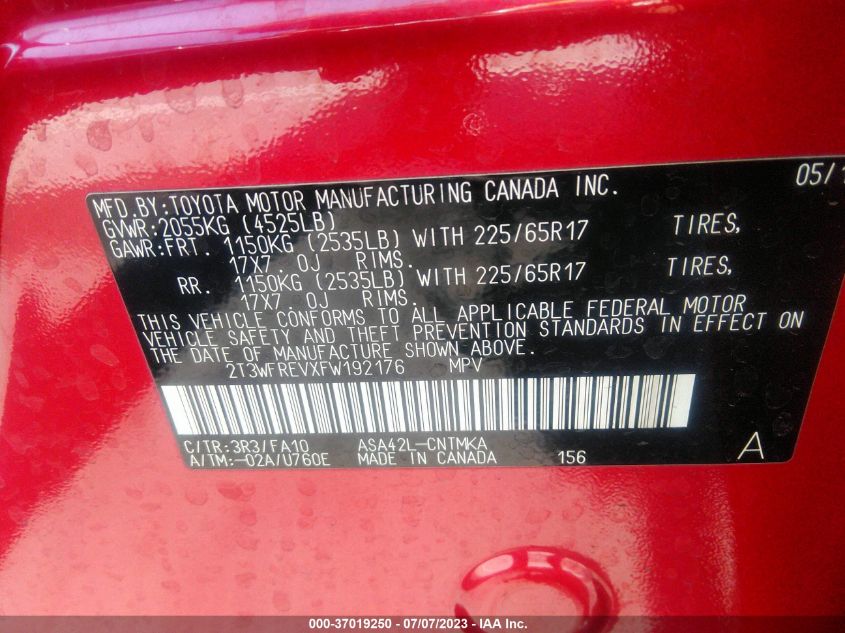 MFD.BY:TOYOTA MOTOR MANUFACTURING CANADA INC. 05/1
GVWR:2055KG (4525LB)
GAWR:FRT. 1150KG (2535LB) WITH 225/65R17 TIRES,
17X7.0J RIMS.
RR. 1150KG (2535LB) WITH 225/65R17 TIRES,
17X7.0J RIMS.
THIS VEHICLE CONFORMS TO ALL APPLICABLE FEDERAL MOTOR
VEHICLE SAFETY AND THEFT PREVENTION STANDARDS IN EFFECT ON
THE DATE OF MANUFACTURE SHOWN ABOVE.
2T3WFREVXFW192176 MPV
C/TR:3R3/FA10 ASA42L-CNTMKA
A/TM:-02A/U760E MADE IN CANADA 156 A
000-37019250 - 07/07/2023 - IAA Inc.